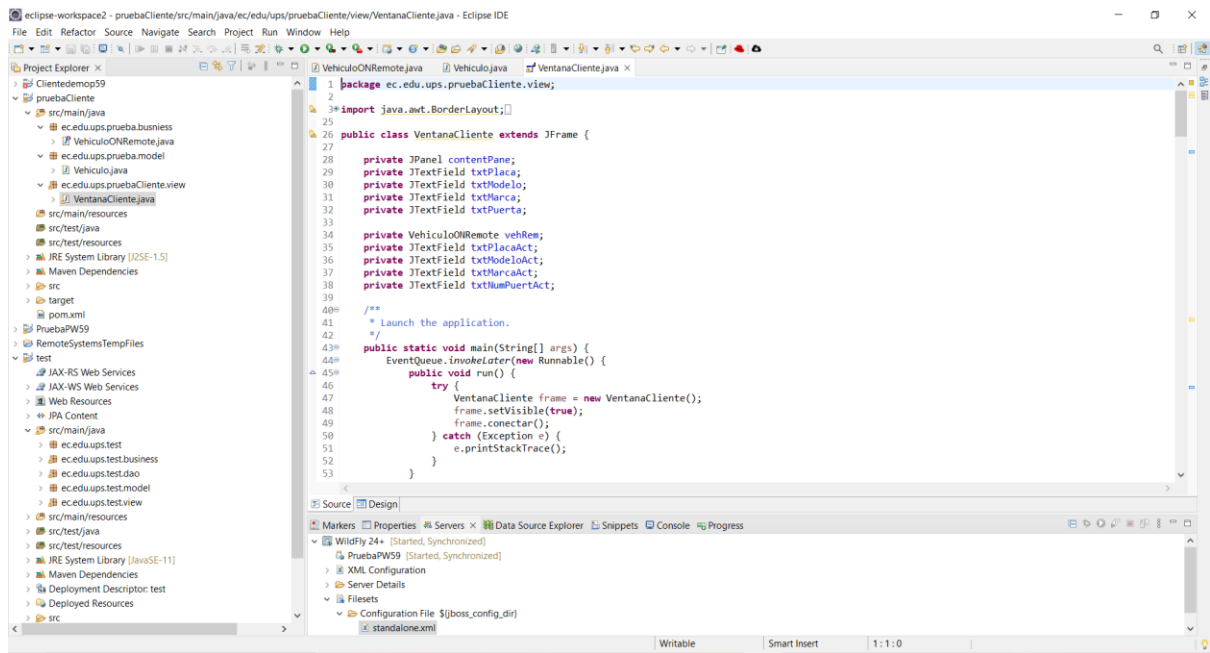 eclipse-workspace2 - pruebaCliente/src/main/java/ec/edu/ups/pruebaCliente/view/VentanaCliente.java - Eclipse IDE
File Edit Refactor Source Navigate Search Project Run Window Help
Project Explorer
Clientedemop59
pruebaCliente
src/main/java
ec.edu.ups.prueba.busniess
VehiculoONRemote.java
ec.edu.ups.prueba.model
Vehiculo.java
ec.edu.ups.pruebaCliente.view
VentanaCliente.java
src/main/resources
src/test/java
src/test/resources
JRE System Library [J2SE-1.5]
Maven Dependencies
src
target
pom.xml
PruebaPW59
RemoteSystemsTempFiles
test
JAX-RS Web Services
JAX-WS Web Services
Web Resources
JPA Content
src/main/java
ec.edu.ups.test
ec.edu.ups.test.business
ec.edu.ups.test.dao
ec.edu.ups.test.model
ec.edu.ups.test.view
src/main/resources
src/test/java
src/test/resources
JRE System Library [JavaSE-11]
Maven Dependencies
Deployment Descriptor: test
Deployed Resources
src
VehiculoONRemote.java Vehiculo.java VentanaCliente.java
1 package ec.edu.ups.pruebaCliente.view;
2
3 import java.awt.BorderLayout;
25
26 public class VentanaCliente extends JFrame {
27
28 private JPanel contentPane;
29 private JTextField txtPlaca;
30 private JTextField txtModelo;
31 private JTextField txtMarca;
32 private JTextField txtPuerta;
33
34 private VehiculoONRemote vehRem;
35 private JTextField txtPlacaAct;
36 private JTextField txtModeloAct;
37 private JTextField txtMarcaAct;
38 private JTextField txtNumPuertAct;
39
40 /**
41 * Launch the application.
42 */
43 public static void main(String[] args) {
44 EventQueue.invokeLater(new Runnable() {
45 public void run() {
46 try {
47 VentanaCliente frame = new VentanaCliente();
48 frame.setVisible(true);
49 frame.conectar();
50 } catch (Exception e) {
51 e.printStackTrace();
52 }
53 }
Source Design
Markers Properties Servers Data Source Explorer Snippets Console Progress
WildFly 24+ [Started, Synchronized]
PruebaPW59 [Started, Synchronized]
XML Configuration
Server Details
Filesets
Configuration File ${jboss_config_dir}
standalone.xml
Writable Smart Insert 1 : 1 : 0